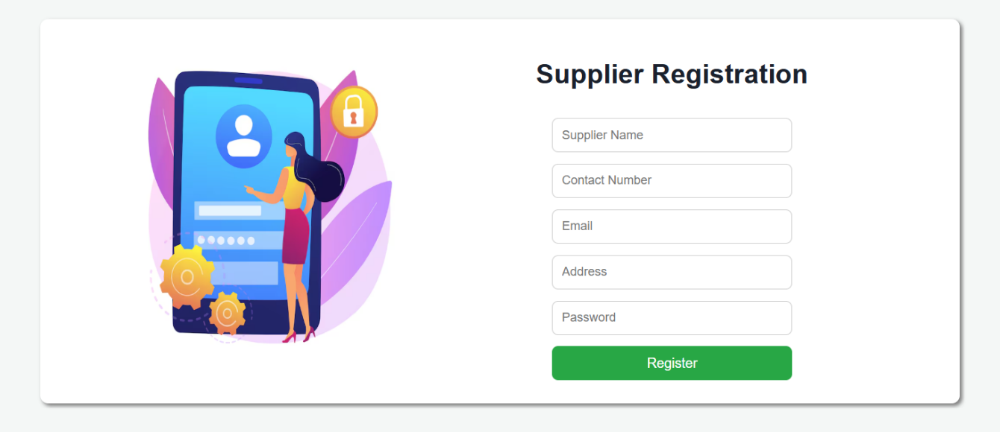 Supplier Registration
Supplier Name
Contact Number
Email
Address
Password
Register